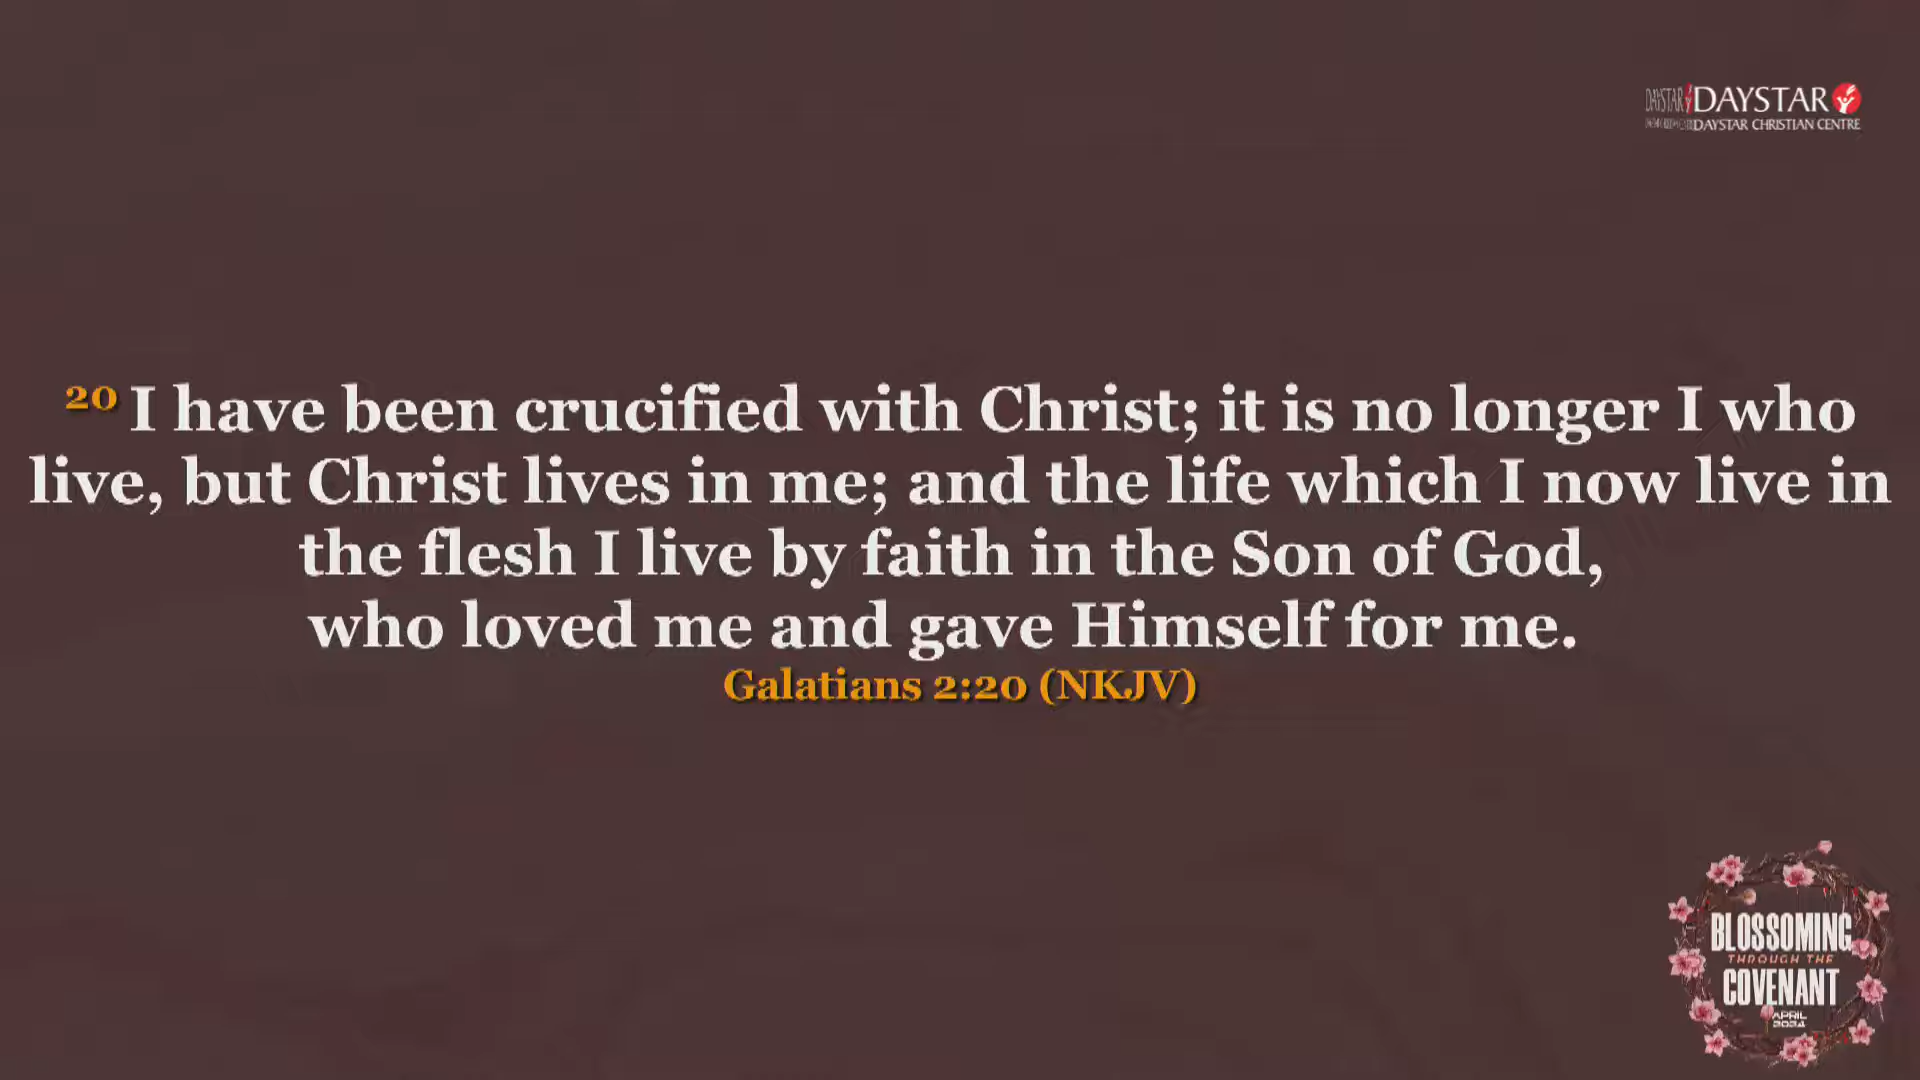 DAYSTAR DAYSTAR
DAYSTAR CHRISTIAN CENTRE
20 I have been crucified with Christ; it is no longer I who
live, but Christ lives in me; and the life which I now live in
the flesh I live by faith in the Son of God,
who loved me and gave Himself for me.
Galatians 2:20 (NKJV)
BLOSSOMING
THROUGH THE
COVENANT
APRIL
2024